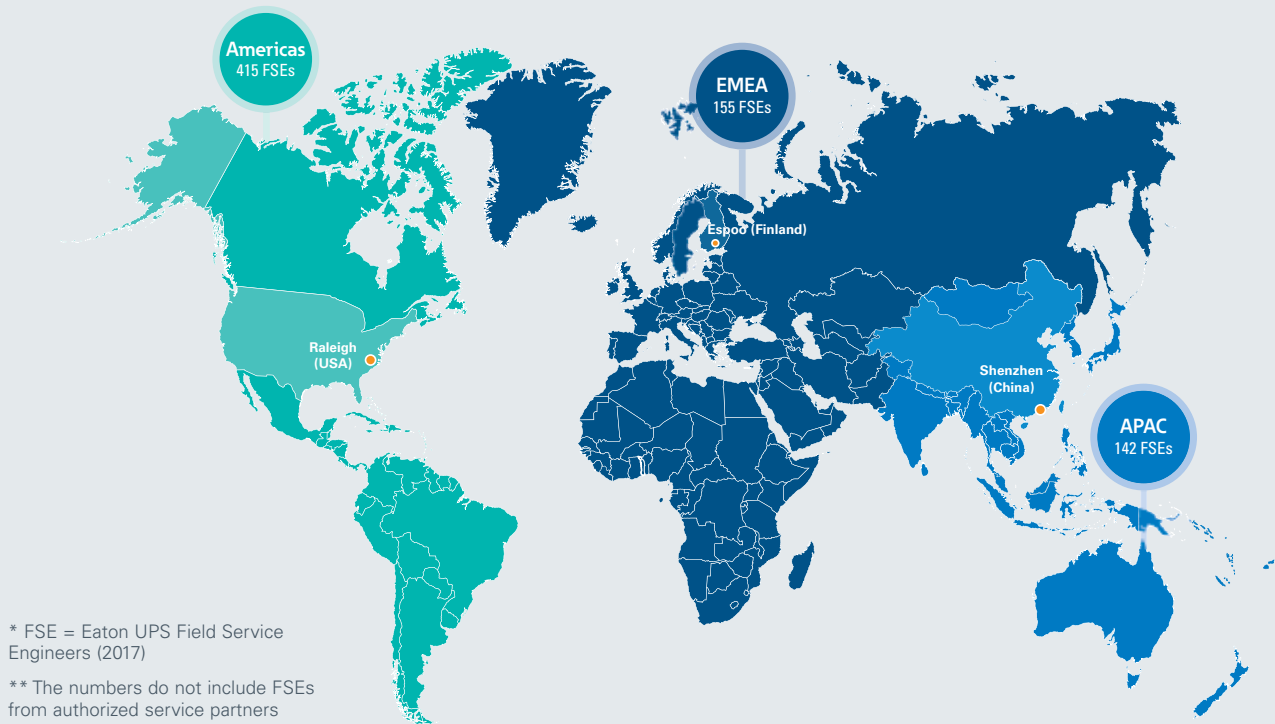 Americas
415 FSEs
EMEA
155 FSEs
Espoo (Finland)
Raleigh
(USA)
Shenzhen
(China)
APAC
142 FSEs
* FSE = Eaton UPS Field Service
Engineers (2017)
** The numbers do not include FSEs
from authorized service partners